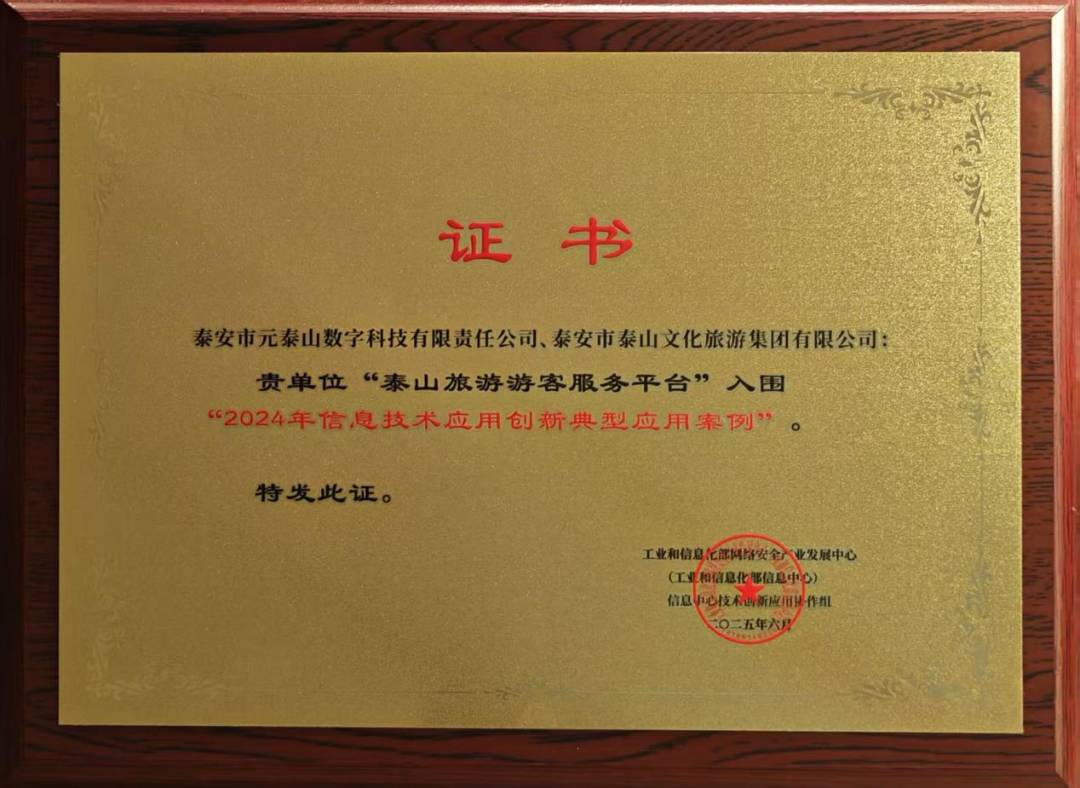 证 书
泰安市元泰山数字科技有限责任公司、泰安市泰山文化旅游集团有限公司：
贵单位“泰山旅游游客服务平台”入围
“2024年信息技术应用创新典型应用案例”。
特发此证。
工业和信息化部网络安全产业发展中心
（工业和信息化部信息中心）
信息中心技术创新应用协作组
二〇二五年六月